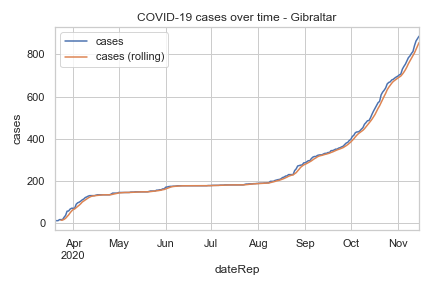 COVID-19 cases over time - Gibraltar
cases
cases (rolling)
cases
800
600
400
200
0
Apr May Jun Jul Aug Sep Oct Nov
2020
dateRep